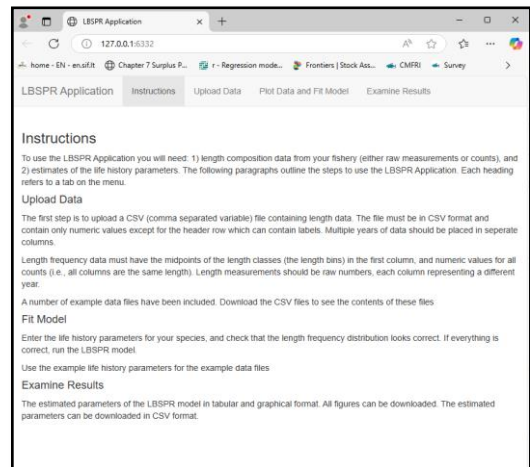 LBSPR Application
127.0.0.1:6332
home - EN - en.sif.lt
Chapter 7 Surplus P...
r - Regression mode...
Frontiers | Stock Ass...
CMFRI
Survey
LBSPR Application
Instructions
Upload Data
Plot Data and Fit Model
Examine Results
Instructions
To use the LBSPR Application you will need: 1) length composition data from your fishery (either raw measurements or counts), and
2) estimates of the life history parameters. The following paragraphs outline the steps to use the LBSPR Application. Each heading
refers to a tab on the menu.
Upload Data
The first step is to upload a CSV (comma separated variable) file containing length data. The file must be in CSV format and
contain only numeric values except for the header row which can contain labels. Multiple years of data should be placed in seperate
columns.
Length frequency data must have the midpoints of the length classes (the length bins) in the first column, and numeric values for all
counts (i.e., all columns are the same length). Length measurements should be raw numbers, each column representing a different
year.
A number of example data files have been included. Download the CSV files to see the contents of these files
Fit Model
Enter the life history parameters for your species, and check that the length frequency distribution looks correct. If everything is
correct, run the LBSPR model.
Use the example life history parameters for the example data files
Examine Results
The estimated parameters of the LBSPR model in tabular and graphical format. All figures can be downloaded. The estimated
parameters can be downloaded in CSV format.